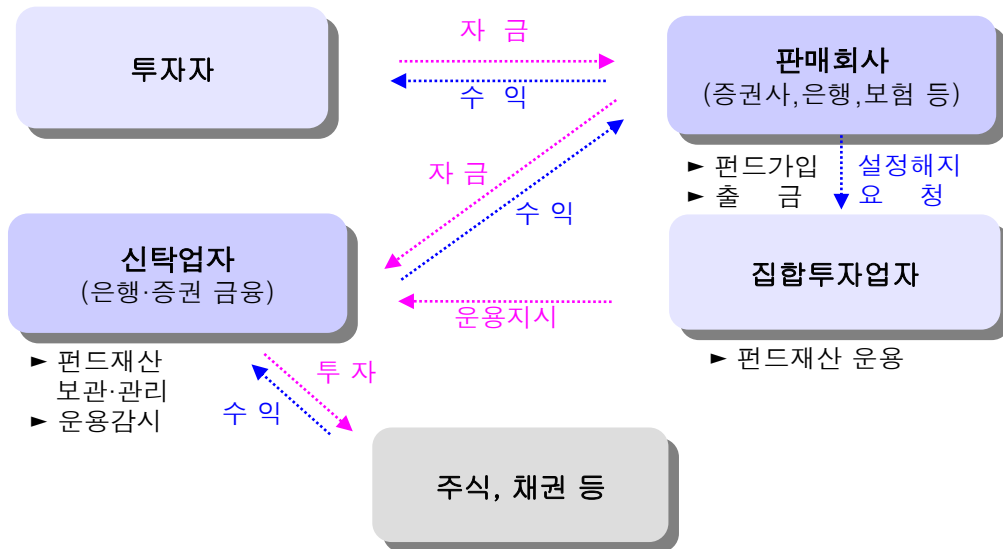 자 금
투자자
수 익
판매회사
(증권사,은행,보험 등)
► 펀드가입
► 출 금
설정해지
요 청
자 금
수 익
신탁업자
(은행·증권 금융)
집합투자업자
운용지시
► 펀드재산
보관·관리
► 운용감시
► 펀드재산 운용
투 자
수 익
주식, 채권 등